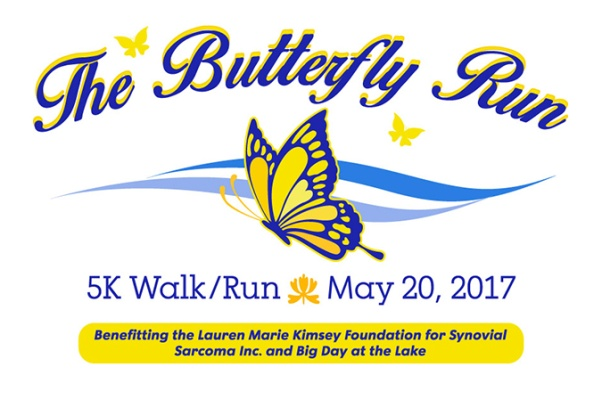 The Butterfly Run
5K Walk/Run May 20, 2017
Benefitting the Lauren Marie Kimsey Foundation for Synovial
Sarcoma Inc. and Big Day at the Lake